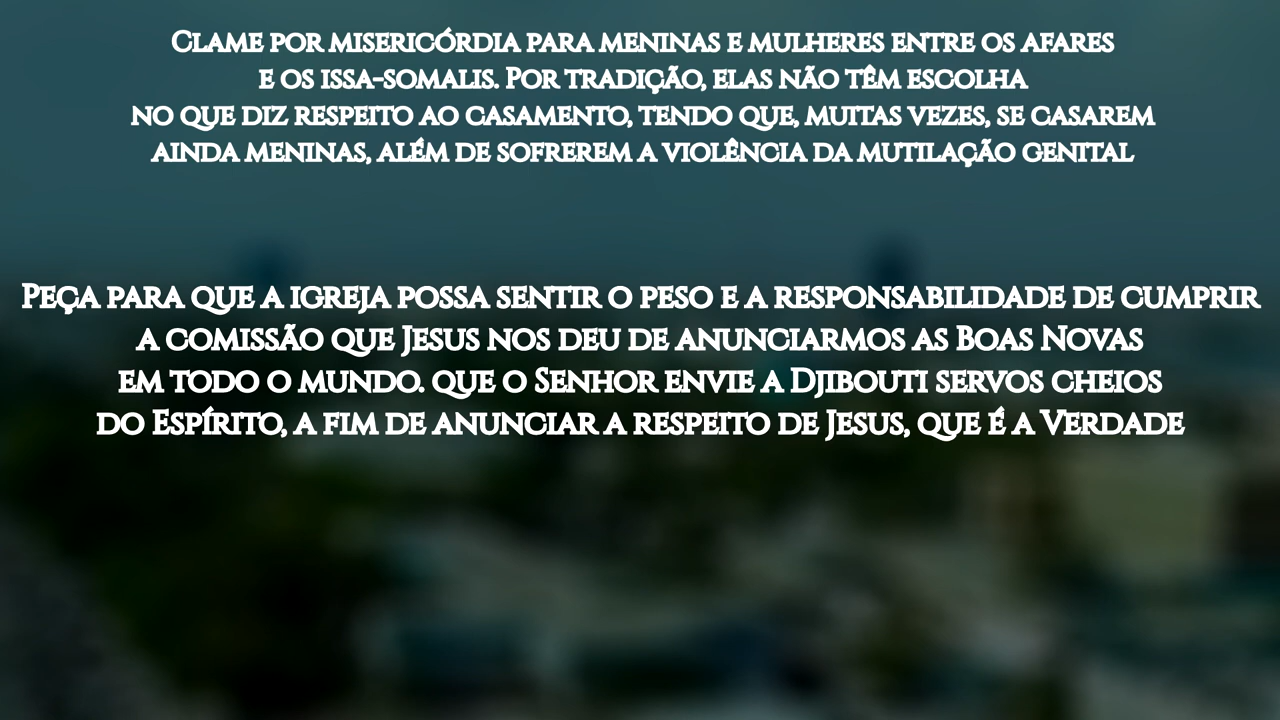 Clame por misericórdia para meninas e mulheres entre os afares
e os issa-somalis. Por tradição, elas não têm escolha
no que diz respeito ao casamento, tendo que, muitas vezes, se casarem
ainda meninas, além de sofrerem a violência da mutilação genital
Peça para que a igreja possa sentir o peso e a responsabilidade de cumprir
a comissão que Jesus nos deu de anunciarmos as Boas Novas
em todo o mundo. que o Senhor envie a Djibouti servos cheios
do Espírito, a fim de anunciar a respeito de Jesus, que é a Verdade